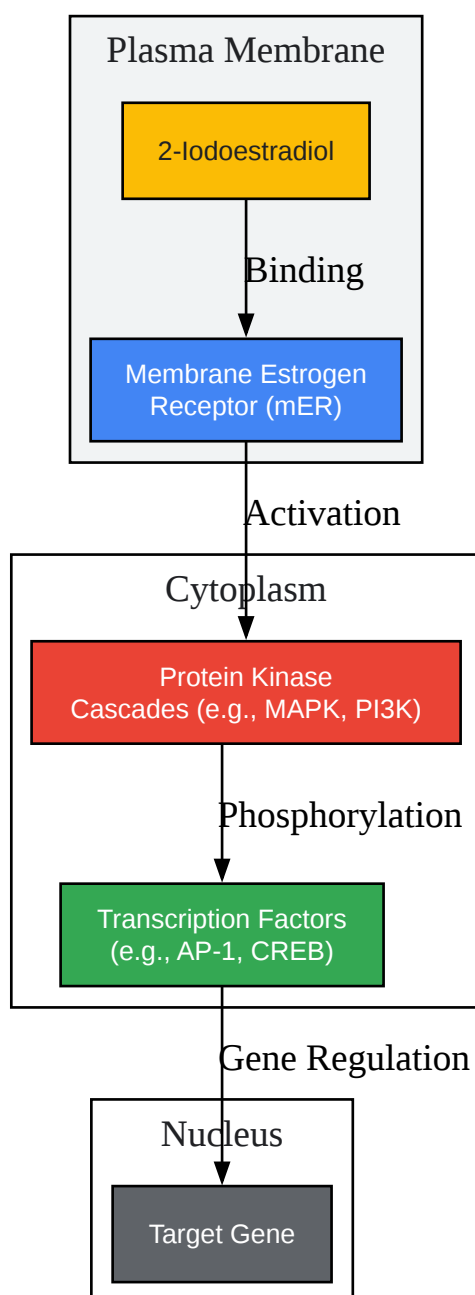 Plasma Membrane
2-Iodoestradiol
Binding
Membrane Estrogen
Receptor (mER)
Activation
Cytoplasm
Protein Kinase
Cascades (e.g., MAPK, PI3K)
Phosphorylation
Transcription Factors
(e.g., AP-1, CREB)
Gene Regulation
Nucleus
Target Gene